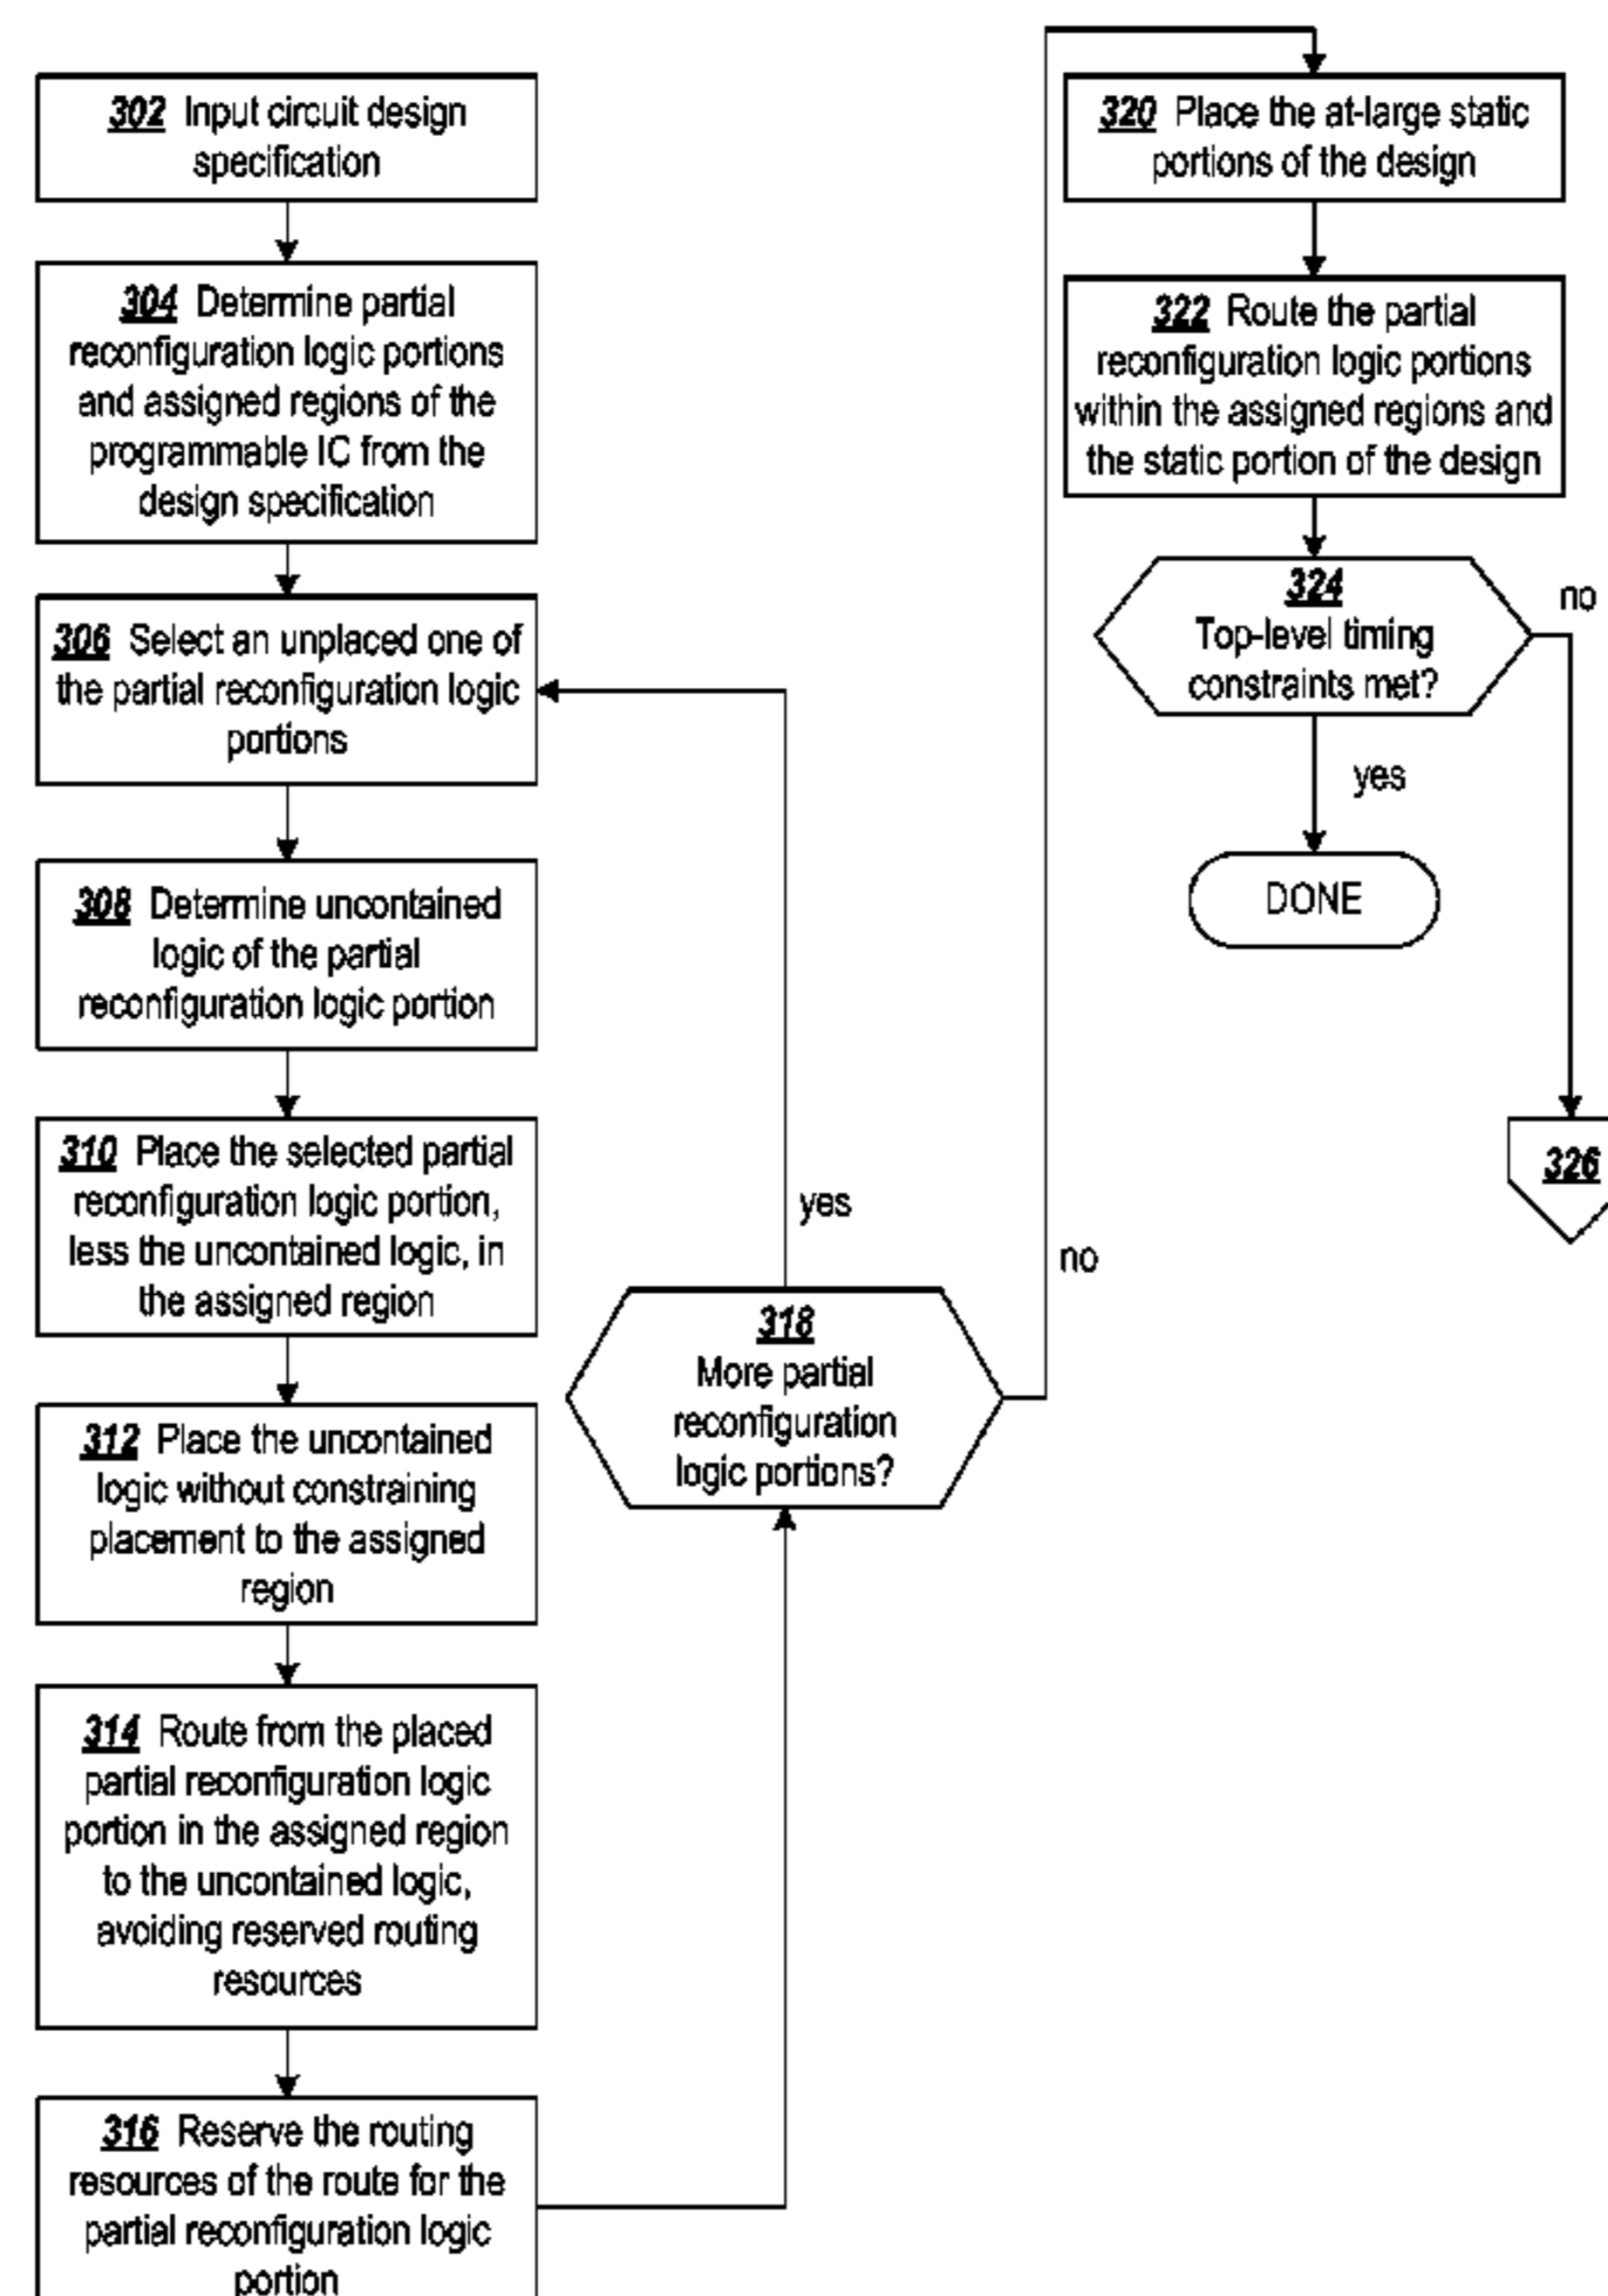 302 Input circuit design
specification
304 Determine partial
reconfiguration logic portions
and assigned regions of the
programmable IC from the
design specification
306 Select an unplaced one of
the partial reconfiguration logic
portions
308 Determine uncontained
logic of the partial
reconfiguration logic portion
310 Place the selected partial
reconfiguration logic portion,
less the uncontained logic, in
the assigned region
312 Place the uncontained
logic without constraining
placement to the assigned
region
314 Route from the placed
partial reconfiguration logic
portion in the assigned region
to the uncontained logic,
avoiding reserved routing
resources
316 Reserve the routing
resources of the route for the
partial reconfiguration logic
portion
yes
318
More partial
reconfiguration
logic portions?
no
320 Place the at-large static
portions of the design
322 Route the partial
reconfiguration logic portions
within the assigned regions and
the static portion of the design
324
Top-level timing
constraints met?
no
yes
DONE
326